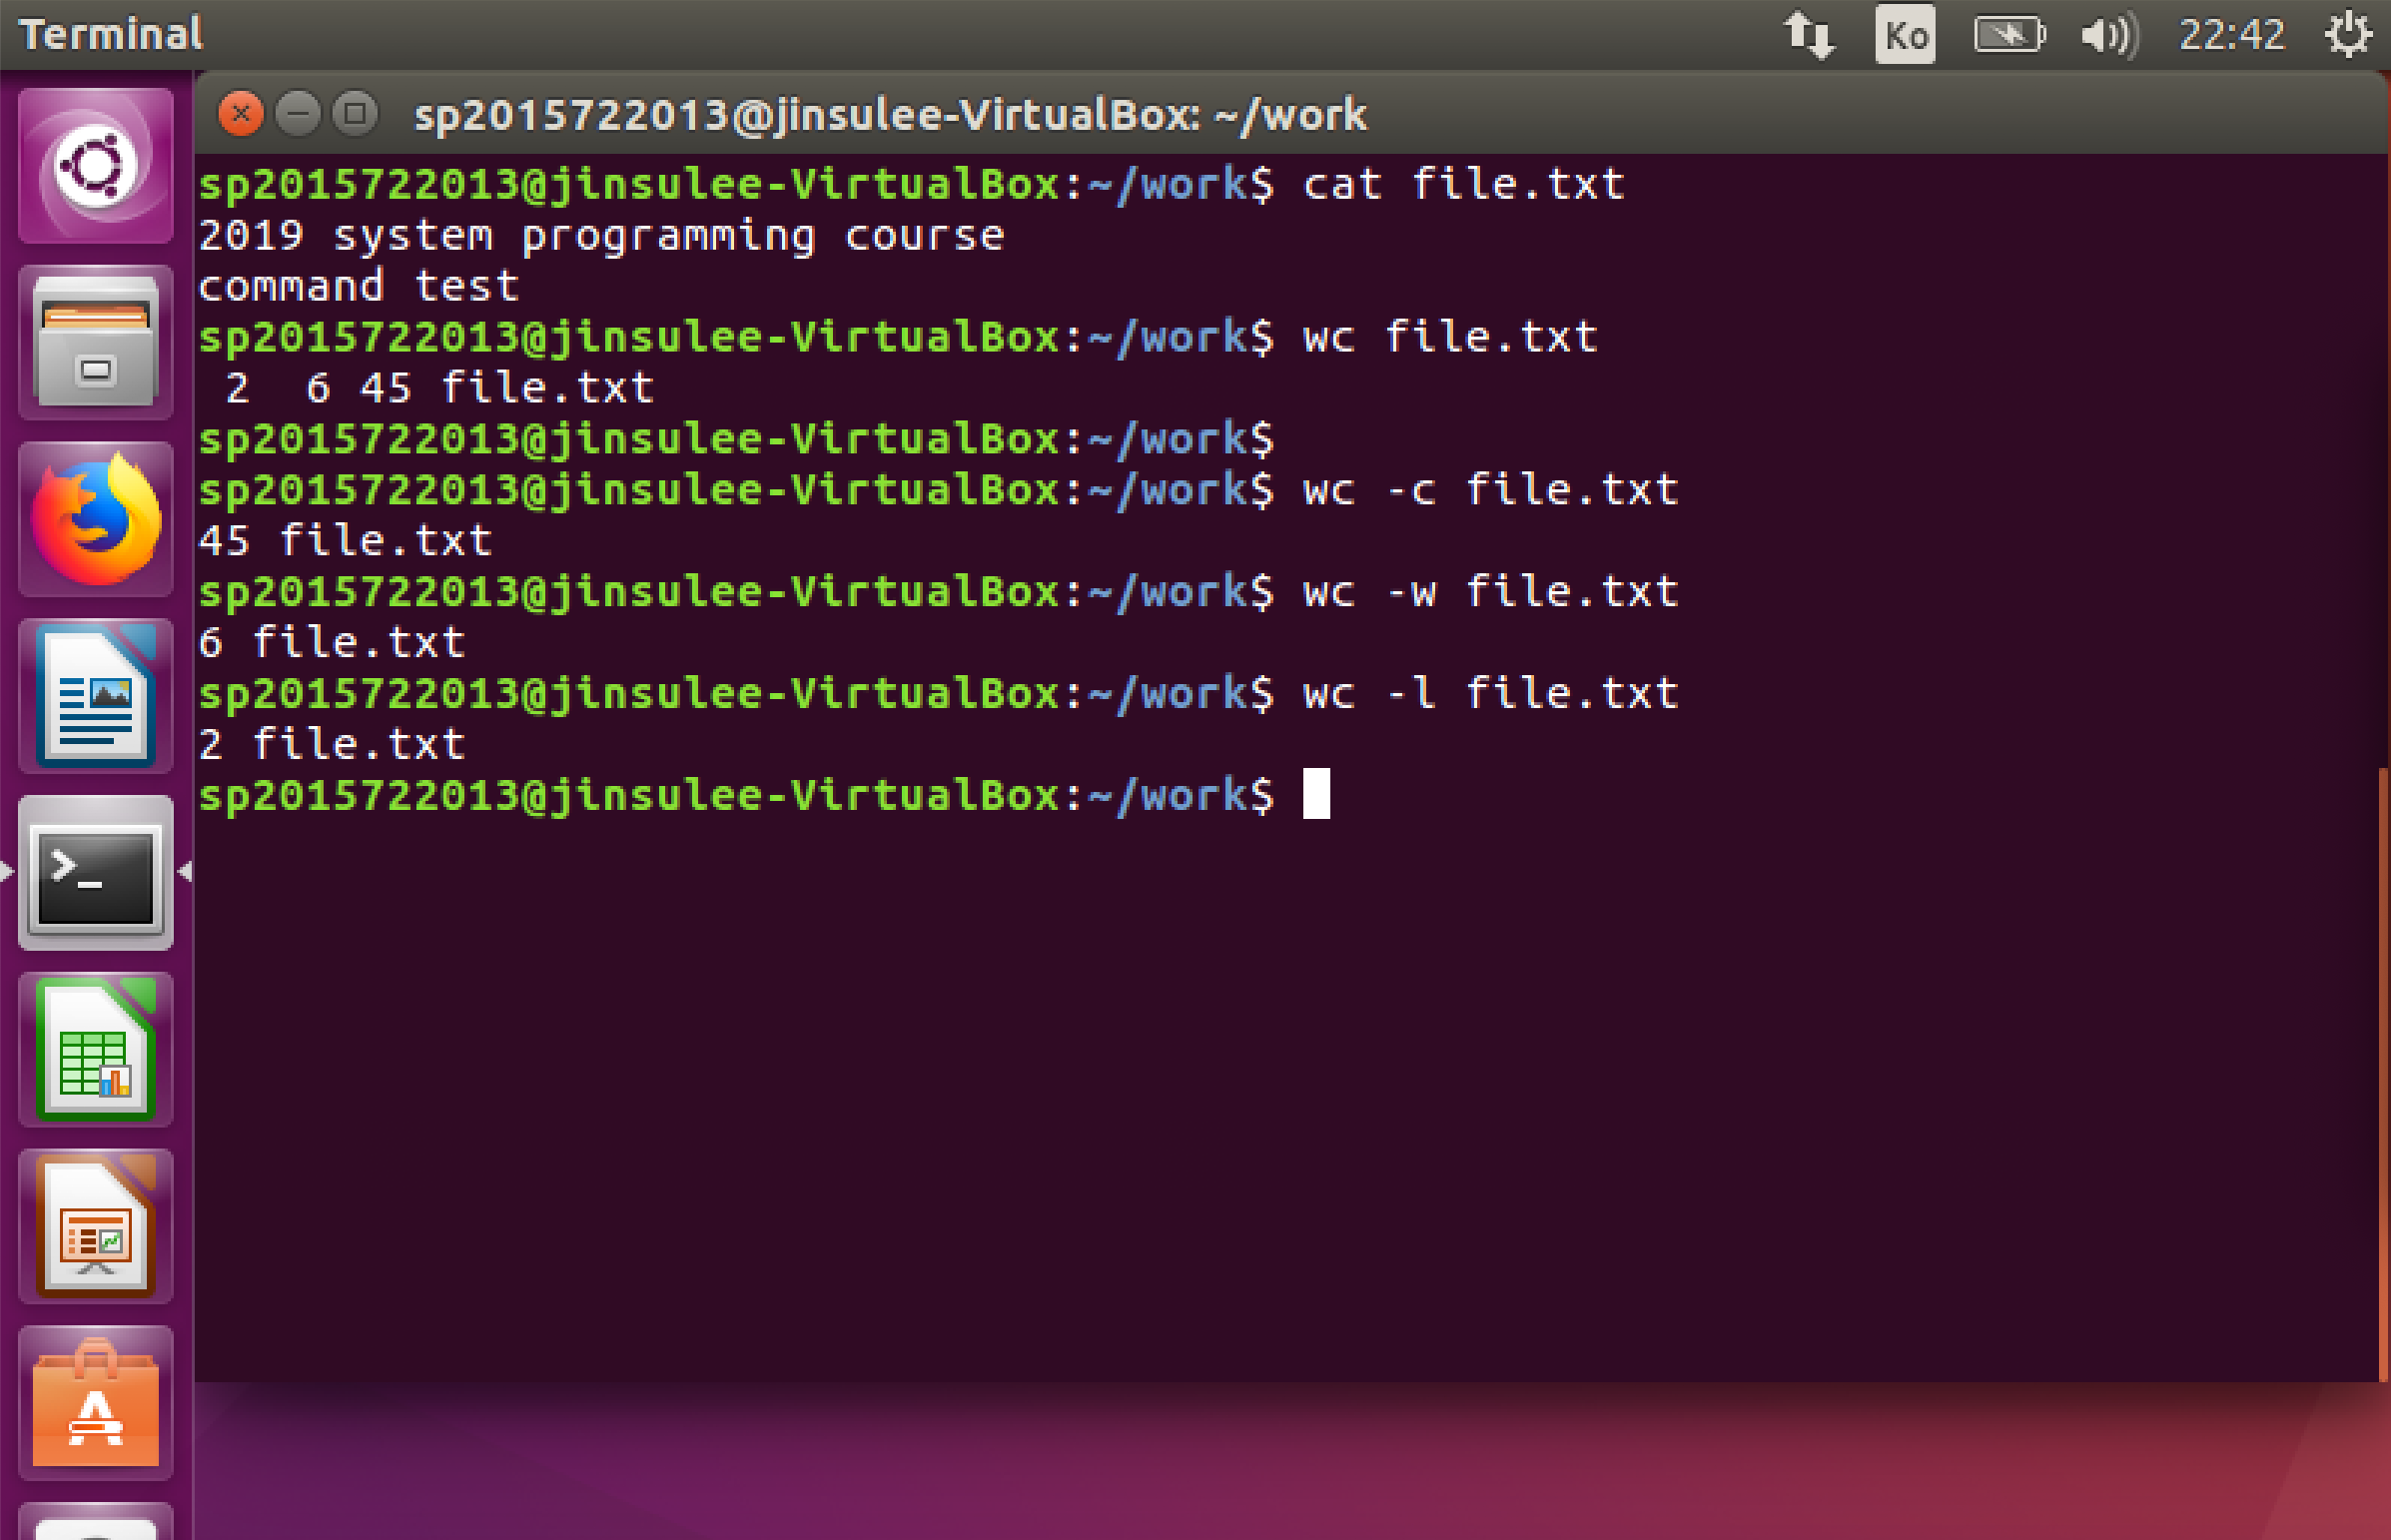 Terminal
Ko
22:42
sp2015722013@jinsulee-VirtualBox: ~/work
sp2015722013@jinsulee-VirtualBox:~/work$ cat file.txt
2019 system programming course
command test
sp2015722013@jinsulee-VirtualBox:~/work$ wc file.txt
 2  6 45 file.txt
sp2015722013@jinsulee-VirtualBox:~/work$
sp2015722013@jinsulee-VirtualBox:~/work$ wc -c file.txt
45 file.txt
sp2015722013@jinsulee-VirtualBox:~/work$ wc -w file.txt
6 file.txt
sp2015722013@jinsulee-VirtualBox:~/work$ wc -l file.txt
2 file.txt
sp2015722013@jinsulee-VirtualBox:~/work$